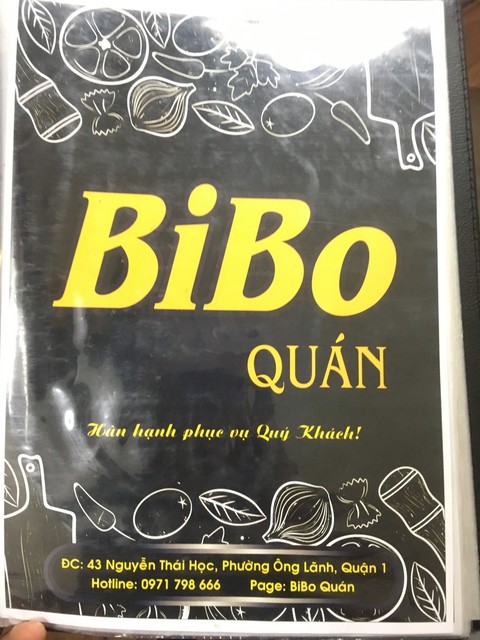 BiBo
QUÁN
Hân hạnh phục vụ Quý Khách!
ĐC: 43 Nguyễn Thái Học, Phường Ông Lãnh, Quận 1
Hotline: 0971 798 666 Page: BiBo Quán